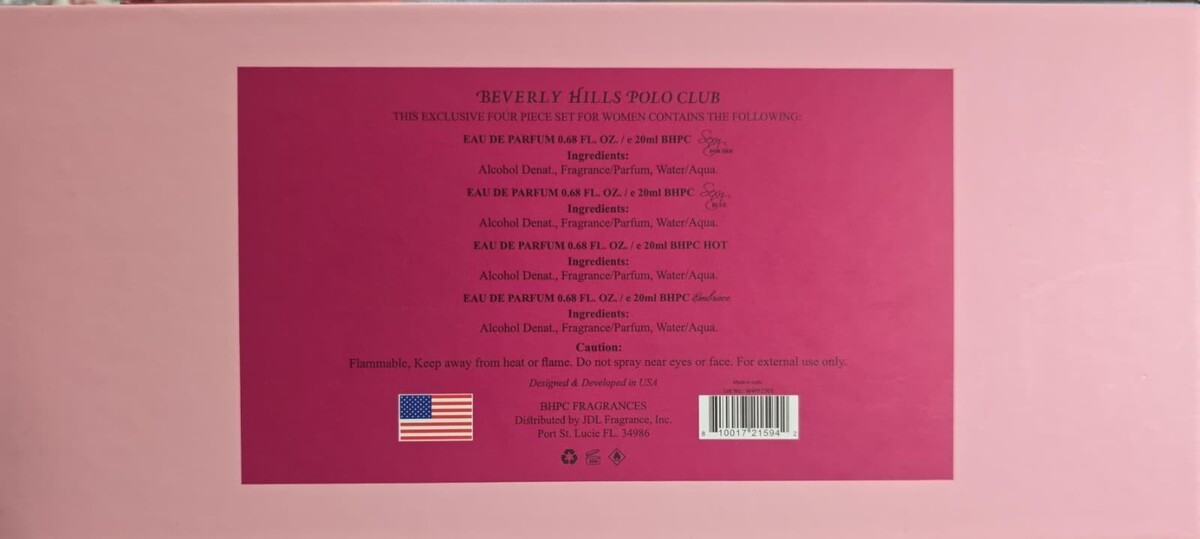 BEVERLY HILLS POLO CLUB
THIS EXCLUSIVE FOUR PIECE SET FOR WOMEN CONTAINS THE FOLLOWING:
EAU DE PARFUM 0.68 FL. OZ. / e 20ml BHPC Sexy
Ingredients:
Alcohol Denat., Fragrance/Parfum, Water/Aqua.
EAU DE PARFUM 0.68 FL. OZ. / e 20ml BHPC Sexy
Ingredients:
Alcohol Denat., Fragrance/Parfum, Water/Aqua.
EAU DE PARFUM 0.68 FL. OZ. / e 20ml BHPC HOT
Ingredients:
Alcohol Denat., Fragrance/Parfum, Water/Aqua.
EAU DE PARFUM 0.68 FL. OZ. / e 20ml BHPC Embrace
Ingredients:
Alcohol Denat., Fragrance/Parfum, Water/Aqua.
Caution:
Flammable, Keep away from heat or flame. Do not spray near eyes or face. For external use only.
Designed & Developed in USA
BHPC FRAGRANCES
Distributed by JDL Fragrance, Inc.
Port St. Lucie FL. 34986
8 10017 21594 2